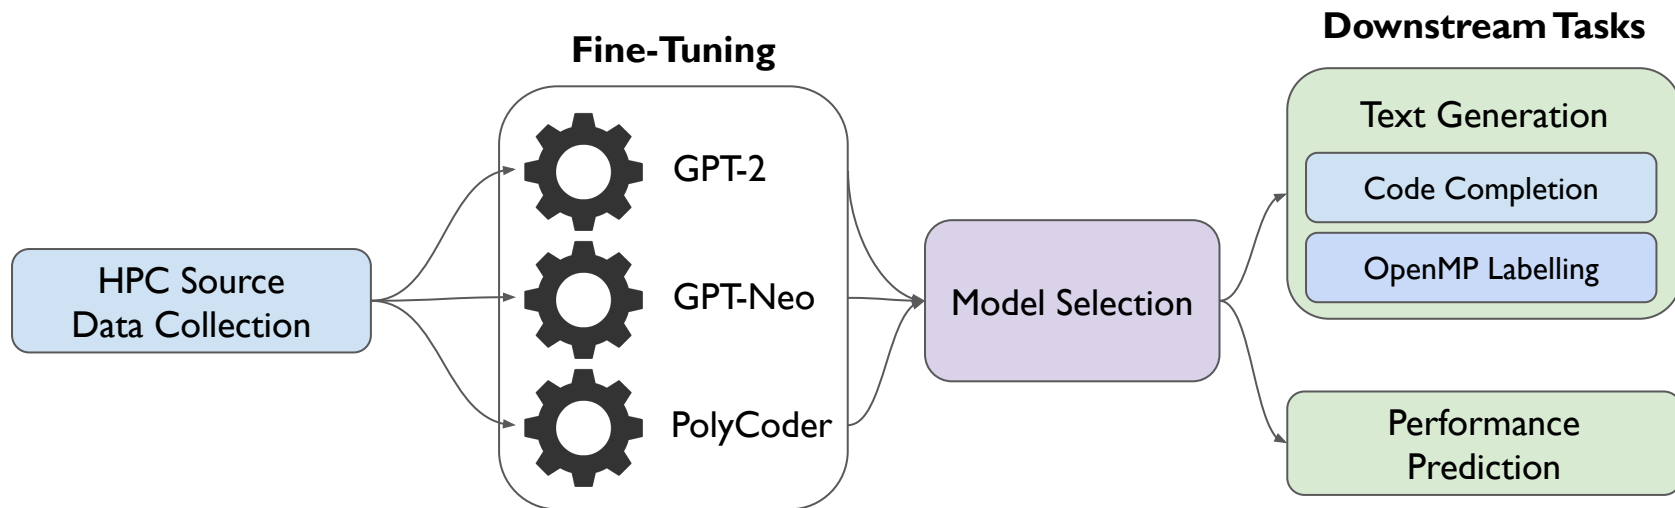 HPC Source
Data Collection
Fine-Tuning
GPT-2
GPT-Neo
PolyCoder
Model Selection
Downstream Tasks
Text Generation
Code Completion
OpenMP Labelling
Performance
Prediction